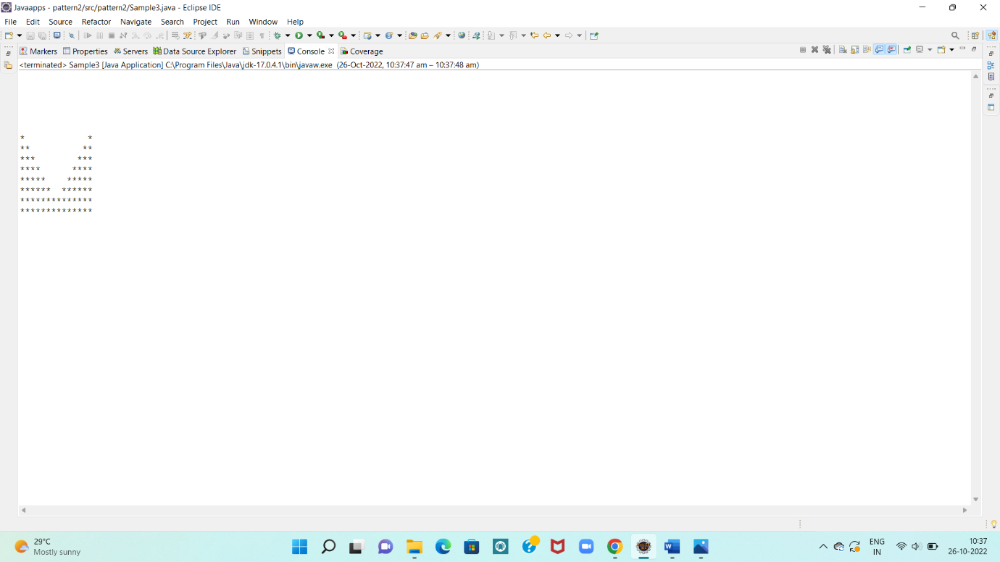 Javaapps - pattern2/src/pattern2/Sample3.java - Eclipse IDE
File Edit Source Refactor Navigate Search Project Run Window Help
Markers Properties Servers Data Source Explorer Snippets Console Coverage
<terminated> Sample3 [Java Application] C:\Program Files\Java\jdk-17.0.4.1\bin\javaw.exe (26-Oct-2022, 10:37:47 am – 10:37:48 am)
*            *
**          **
***        ***
****      ****
*****    *****
******  ******
**************
**************
29°C
Mostly sunny
ENG
IN
10:37
26-10-2022